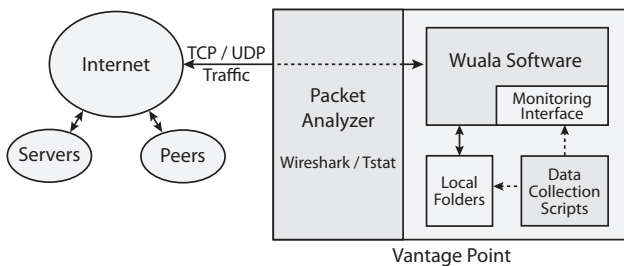 Internet
TCP / UDP
Traffic
Servers
Peers
Packet
Analyzer
Wireshark / Tstat
Wuala Software
Monitoring
Interface
Local
Folders
Data
Collection
Scripts
Vantage Point